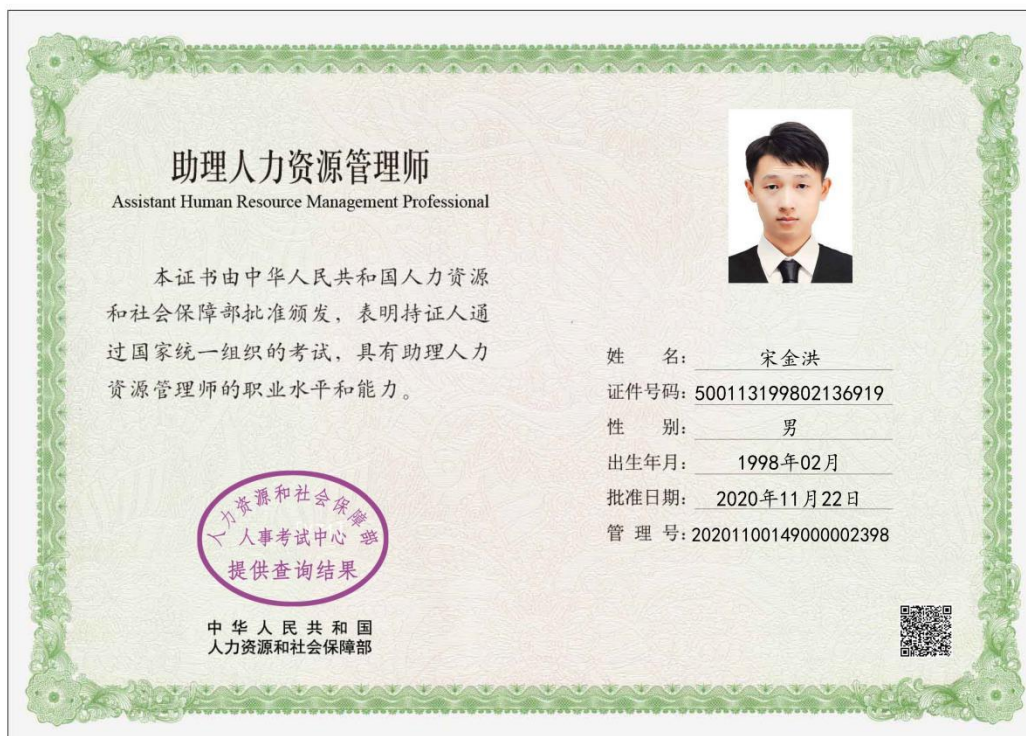 助理人力资源管理师
Assistant Human Resource Management Professional
本证书由中华人民共和国人力资源
和社会保障部批准颁发，表明持证人通
过国家统一组织的考试，具有助理人力
资源管理师的职业水平和能力。
姓 名： 宋金洪
证件号码：500113199802136919
性 别： 男
出生年月： 1998年02月
批准日期： 2020年11月22日
管 理 号：20201100149000002398
人力资源和社会保障部
人事考试中心
提供查询结果
中华人民共和国
人力资源和社会保障部